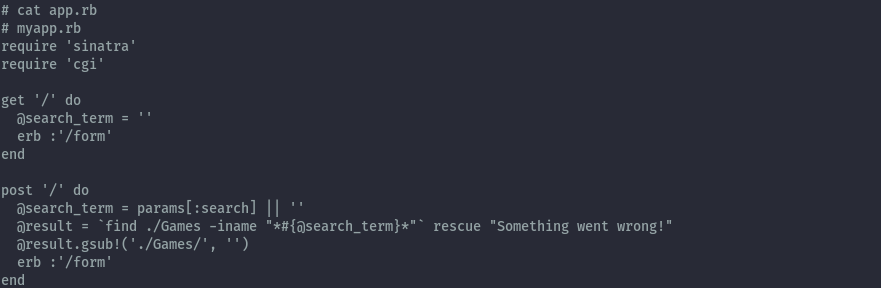 # cat app.rb
# myapp.rb
require 'sinatra'
require 'cgi'

get '/' do
  @search_term = ''
  erb :'/form'
end

post '/' do
  @search_term = params[:search] || ''
  @result = `find ./Games -iname "*#{@search_term}*"` rescue "Something went wrong!"
  @result.gsub!('./Games/', '')
  erb :'/form'
end